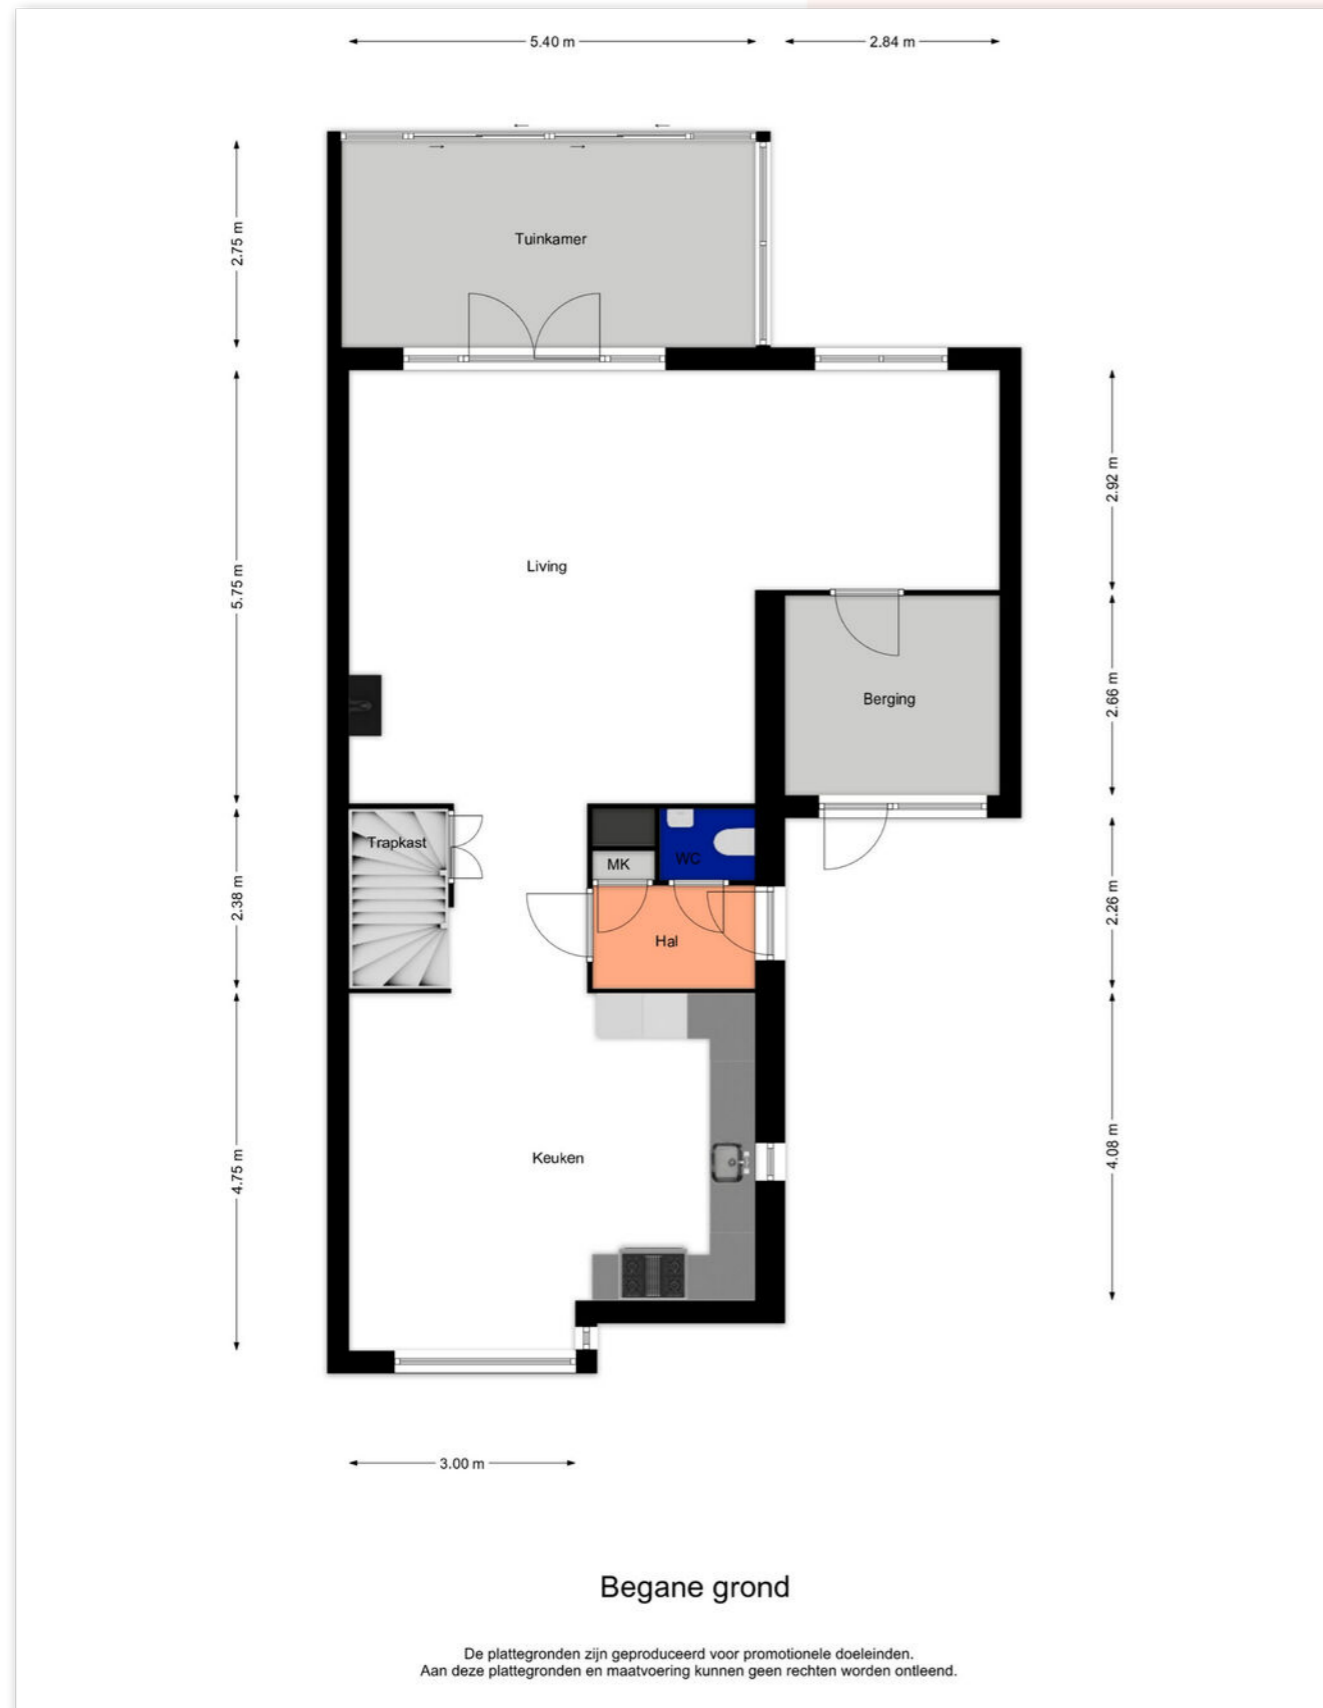 5.40 m
2.84 m
2.75 m
Tuinkamer
5.75 m
2.92 m
Living
2.66 m
Berging
2.38 m
Trapkast
MK
WC
2.26 m
Hal
4.75 m
Keuken
4.08 m
3.00 m
Begane grond
De plattegronden zijn geproduceerd voor promotionele doeleinden.
Aan deze plattegronden en maatvoering kunnen geen rechten worden ontleend.